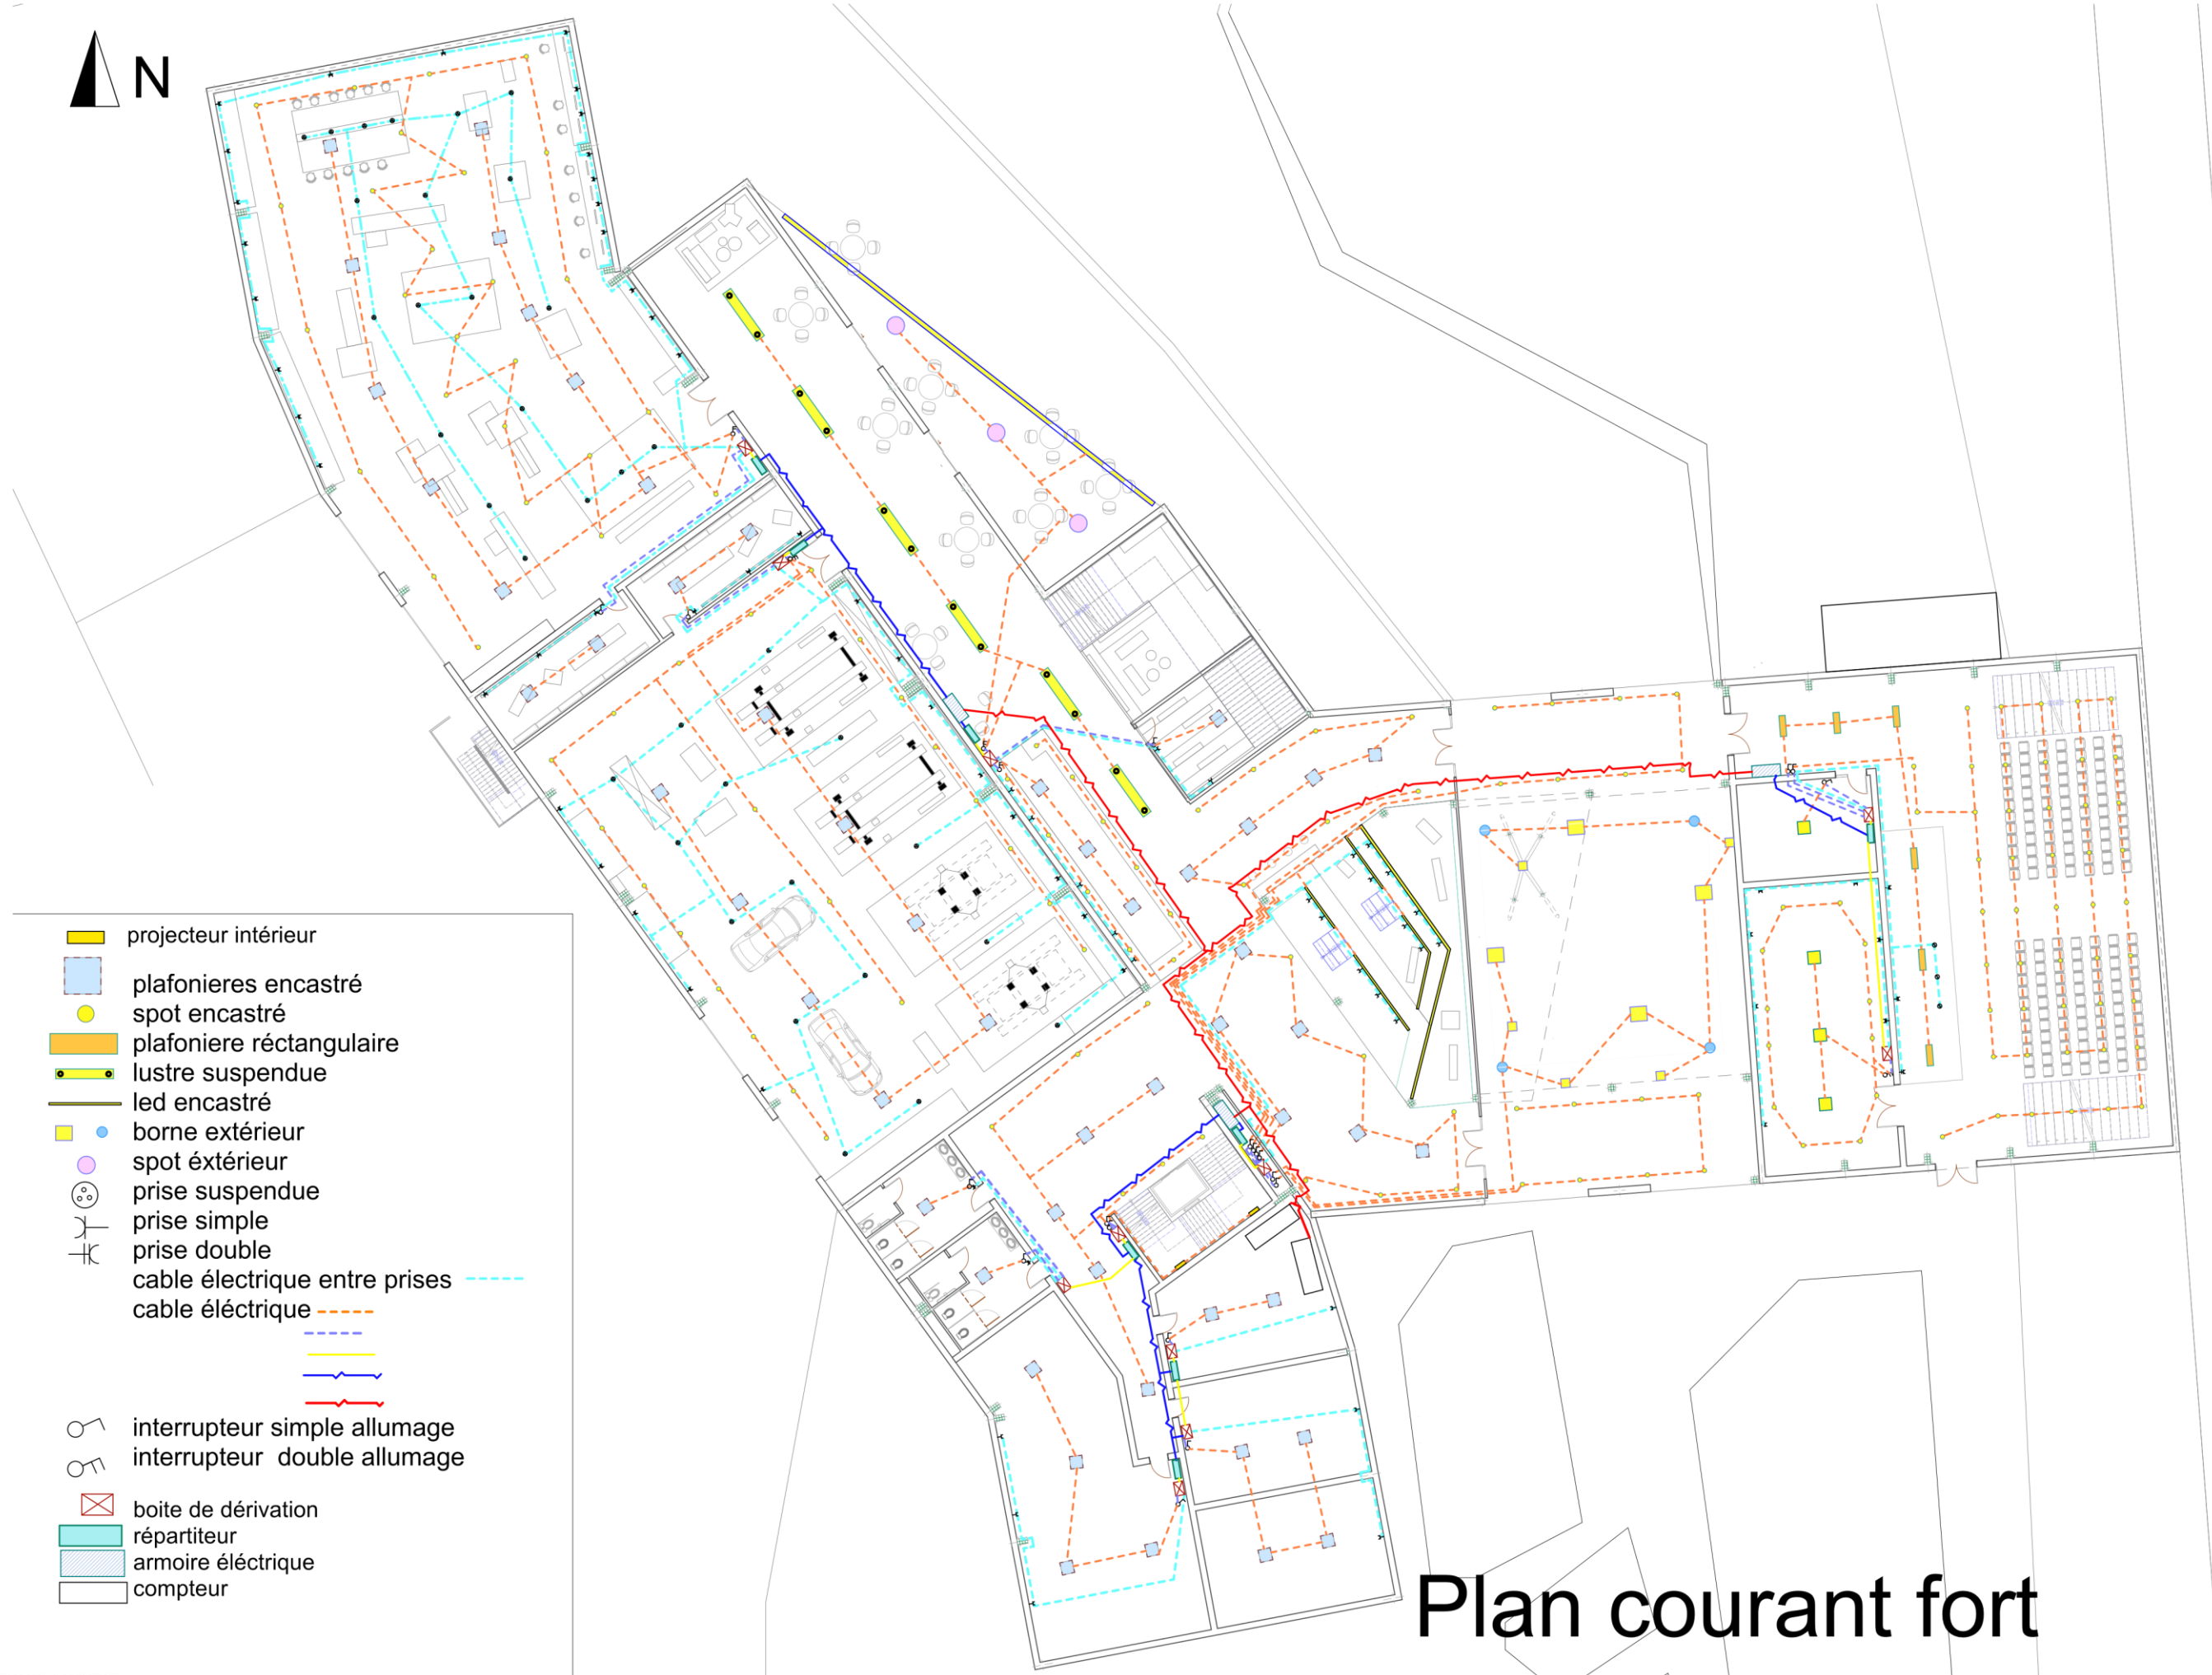 N
projecteur intérieur
plafonieres encastré
spot encastré
plafoniere réctangulaire
lustre suspendue
led encastré
borne extérieur
spot éxtérieur
prise suspendue
prise simple
prise double
cable électrique entre prises
cable éléctrique
interrupteur simple allumage
interrupteur double allumage
boite de dérivation
répartiteur
armoire éléctrique
compteur
Plan courant fort